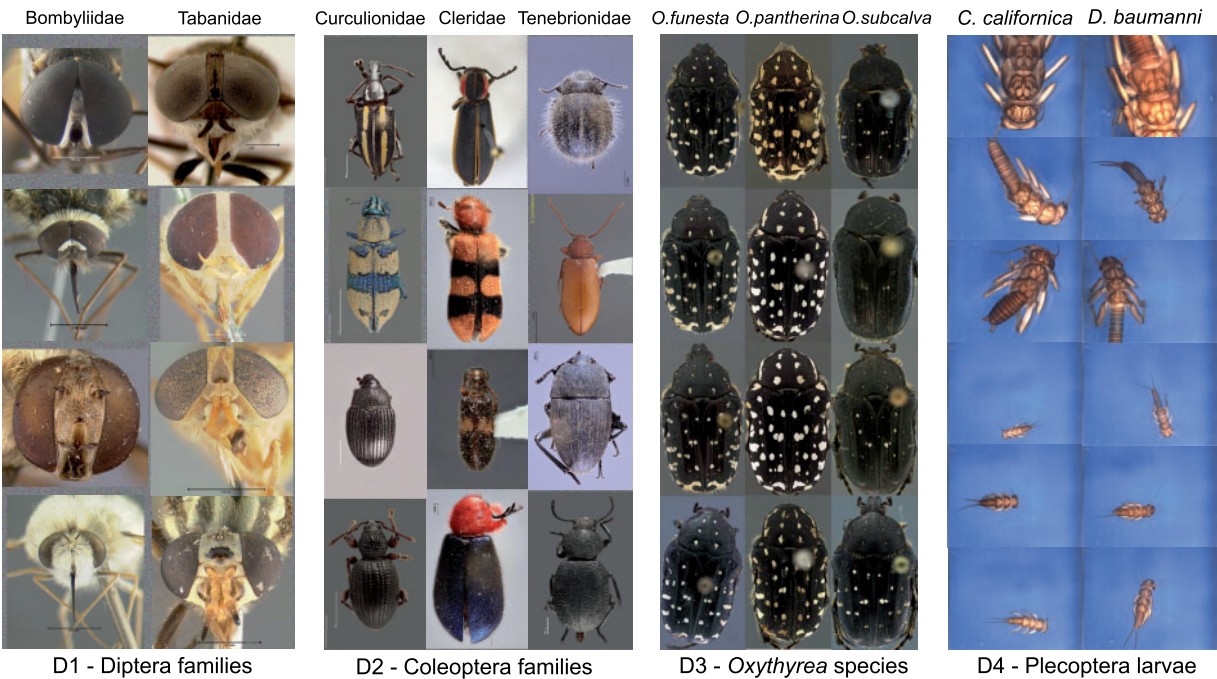 Bombyliidae Tabanidae Curculionidae Cleridae Tenebrionidae O.funesta O.pantherina O.subcalva C. californica D. baumanni
D1 - Diptera families D2 - Coleoptera families D3 - Oxythyrea species D4 - Plecoptera larvae